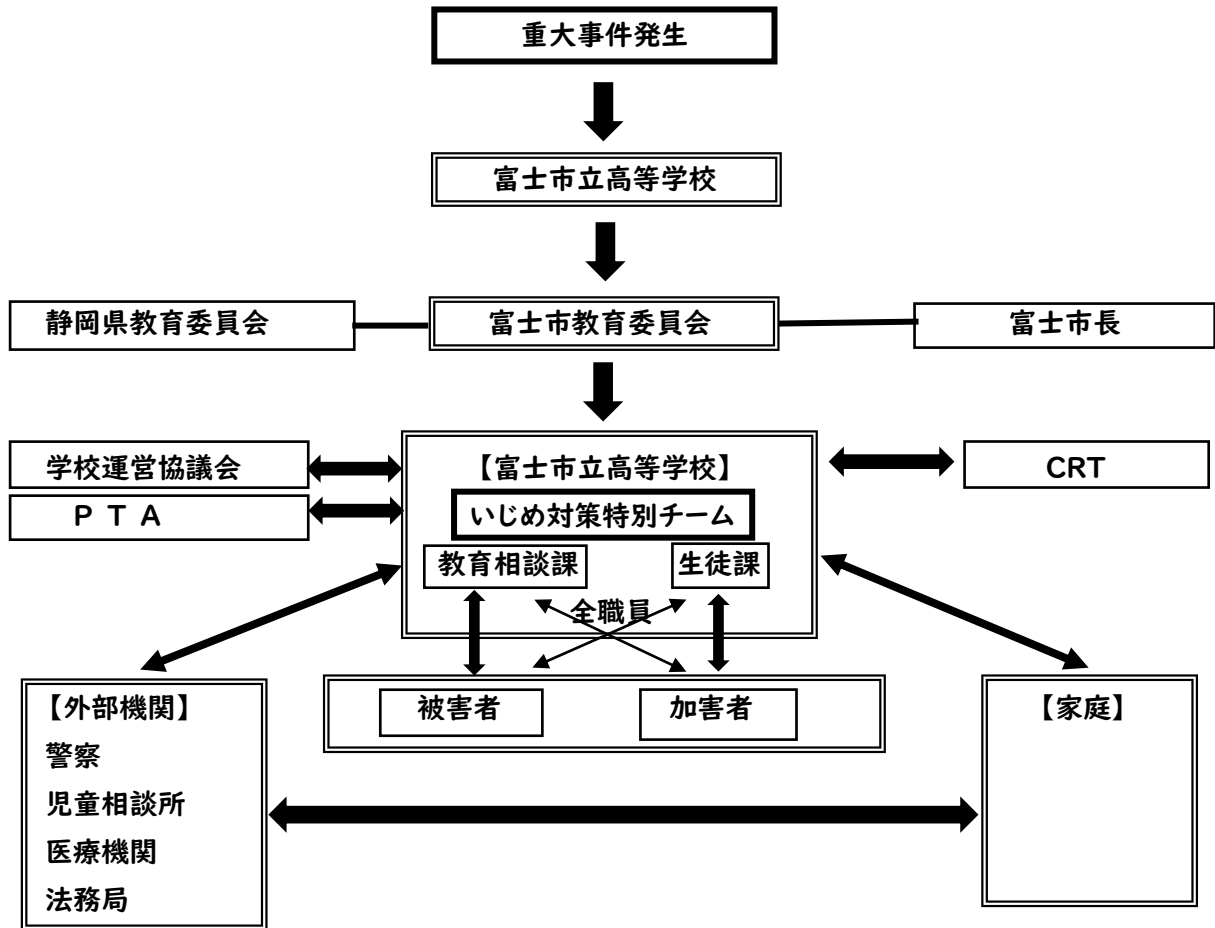 重大事件発生
富士市立高等学校
静岡県教育委員会
富士市教育委員会
富士市長
学校運営協議会
PTA
【富士市立高等学校】
いじめ対策特別チーム
教育相談課
生徒課
全職員
CRT
被害者
加害者
【外部機関】
警察
児童相談所
医療機関
法務局
【家庭】